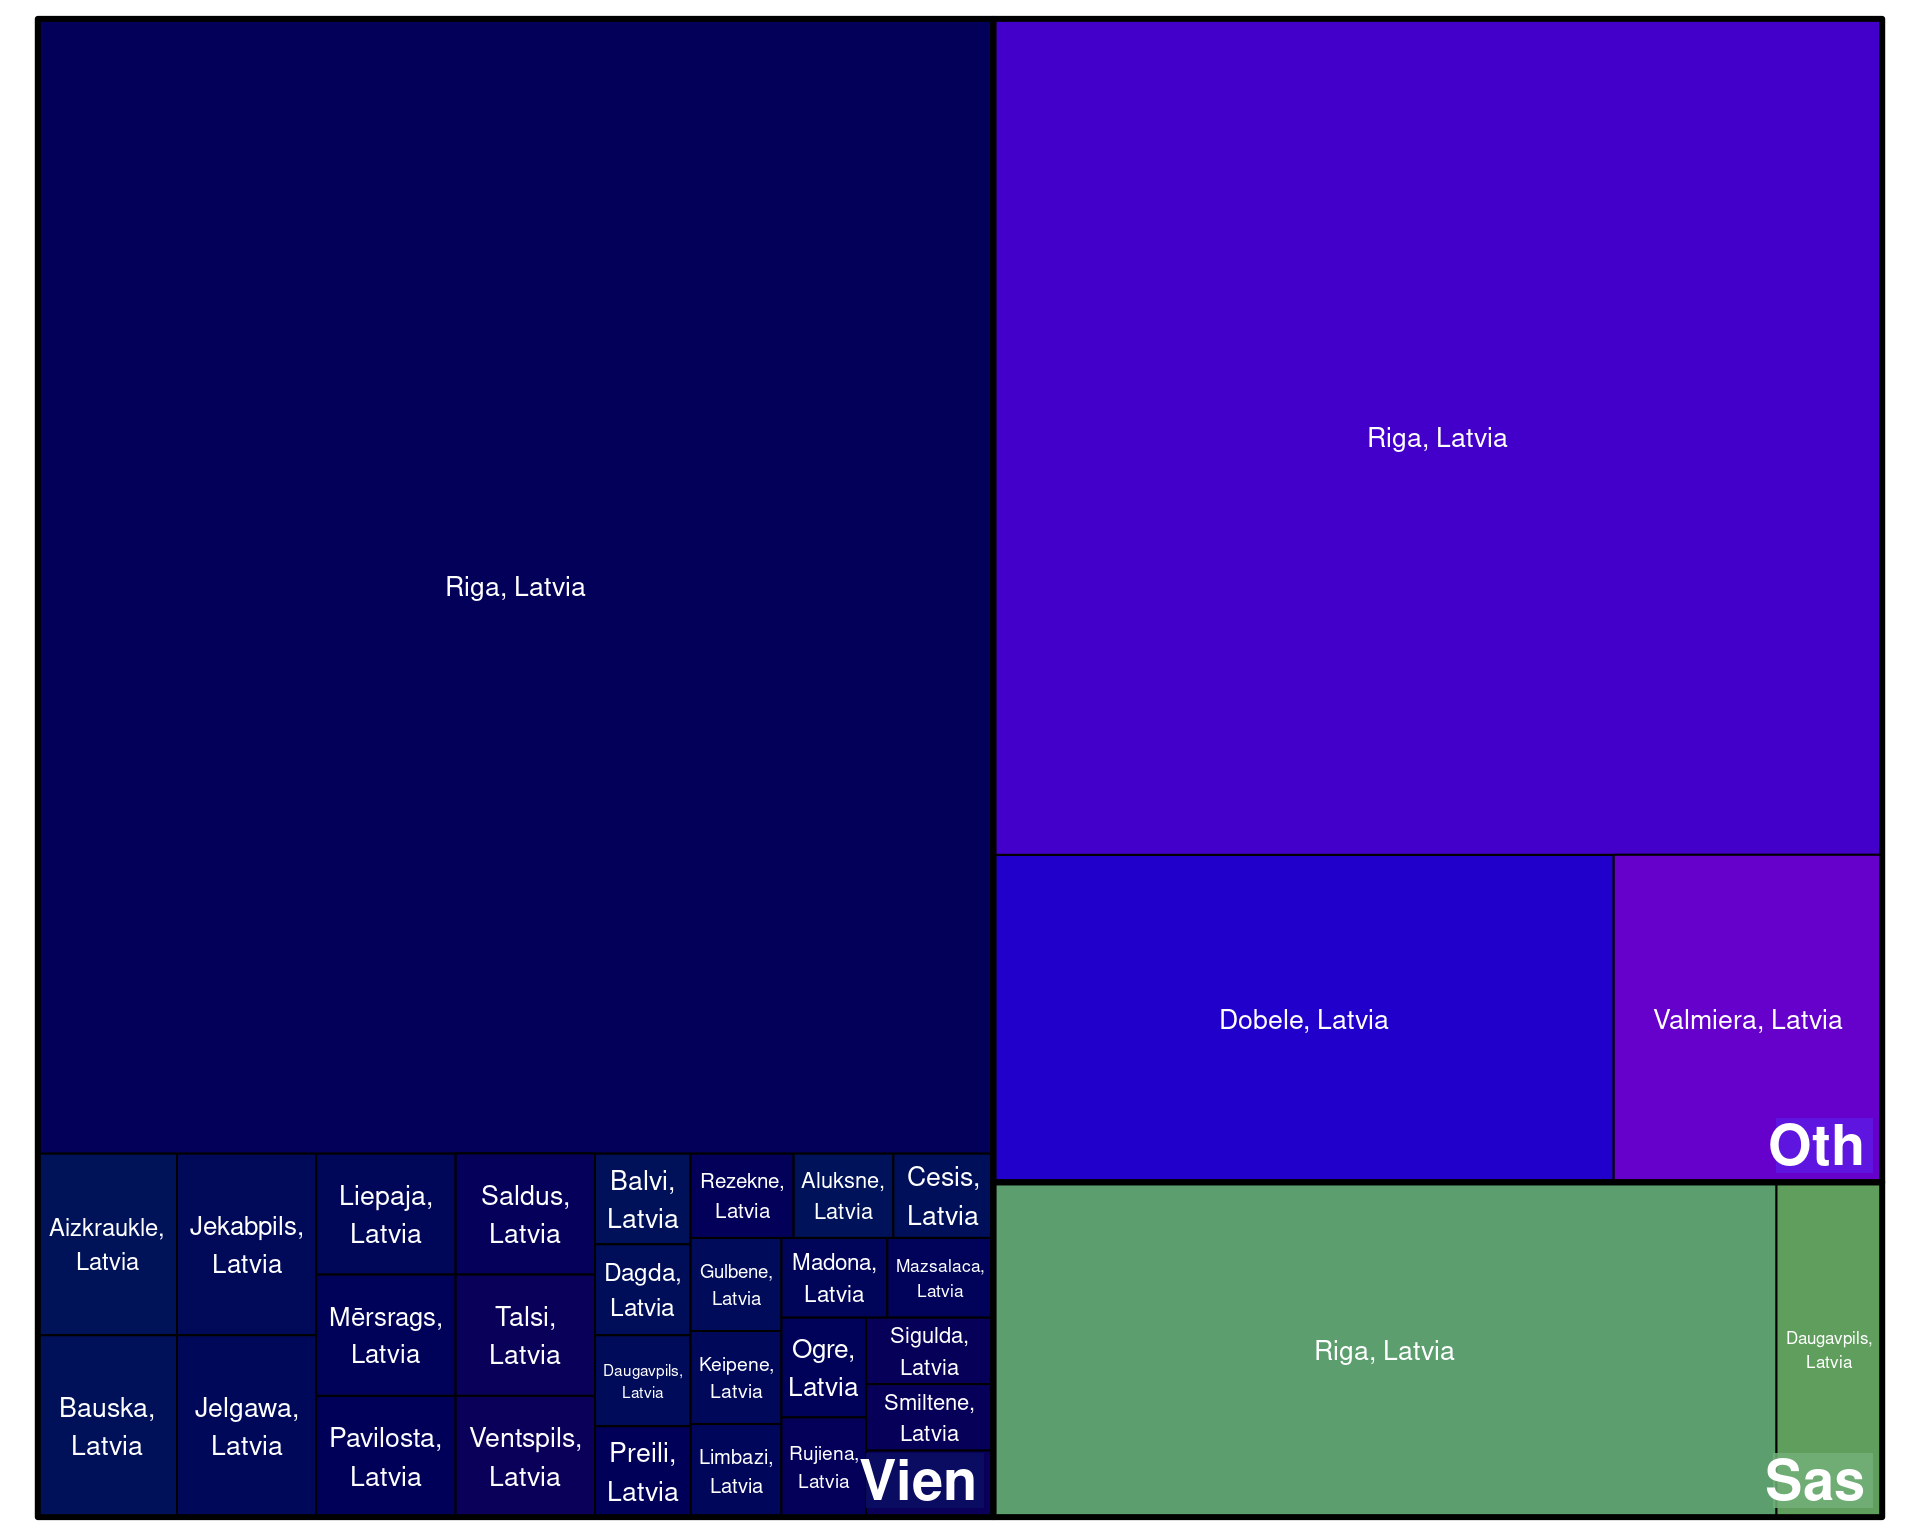 Riga, Latvia
Aizkraukle,
Latvia
Bauska,
Latvia
Jekabpils,
Latvia
Jelgawa,
Latvia
Liepaja,
Latvia
Mērsrags,
Latvia
Pavilosta,
Latvia
Saldus,
Latvia
Talsi,
Latvia
Ventspils,
Latvia
Balvi,
Latvia
Dagda,
Latvia
Daugavpils,
Latvia
Preili,
Latvia
Rezekne,
Latvia
Aluksne,
Latvia
Cesis,
Latvia
Gulbene,
Latvia
Keipene,
Latvia
Limbazi,
Latvia
Madona,
Latvia
Mazsalaca,
Latvia
Ogre,
Latvia
Rujiena,
Latvia
Sigulda,
Latvia
Smiltene,
Latvia
Vien
Riga, Latvia
Dobele, Latvia
Valmiera, Latvia
Oth
Riga, Latvia
Daugavpils,
Latvia
Sas